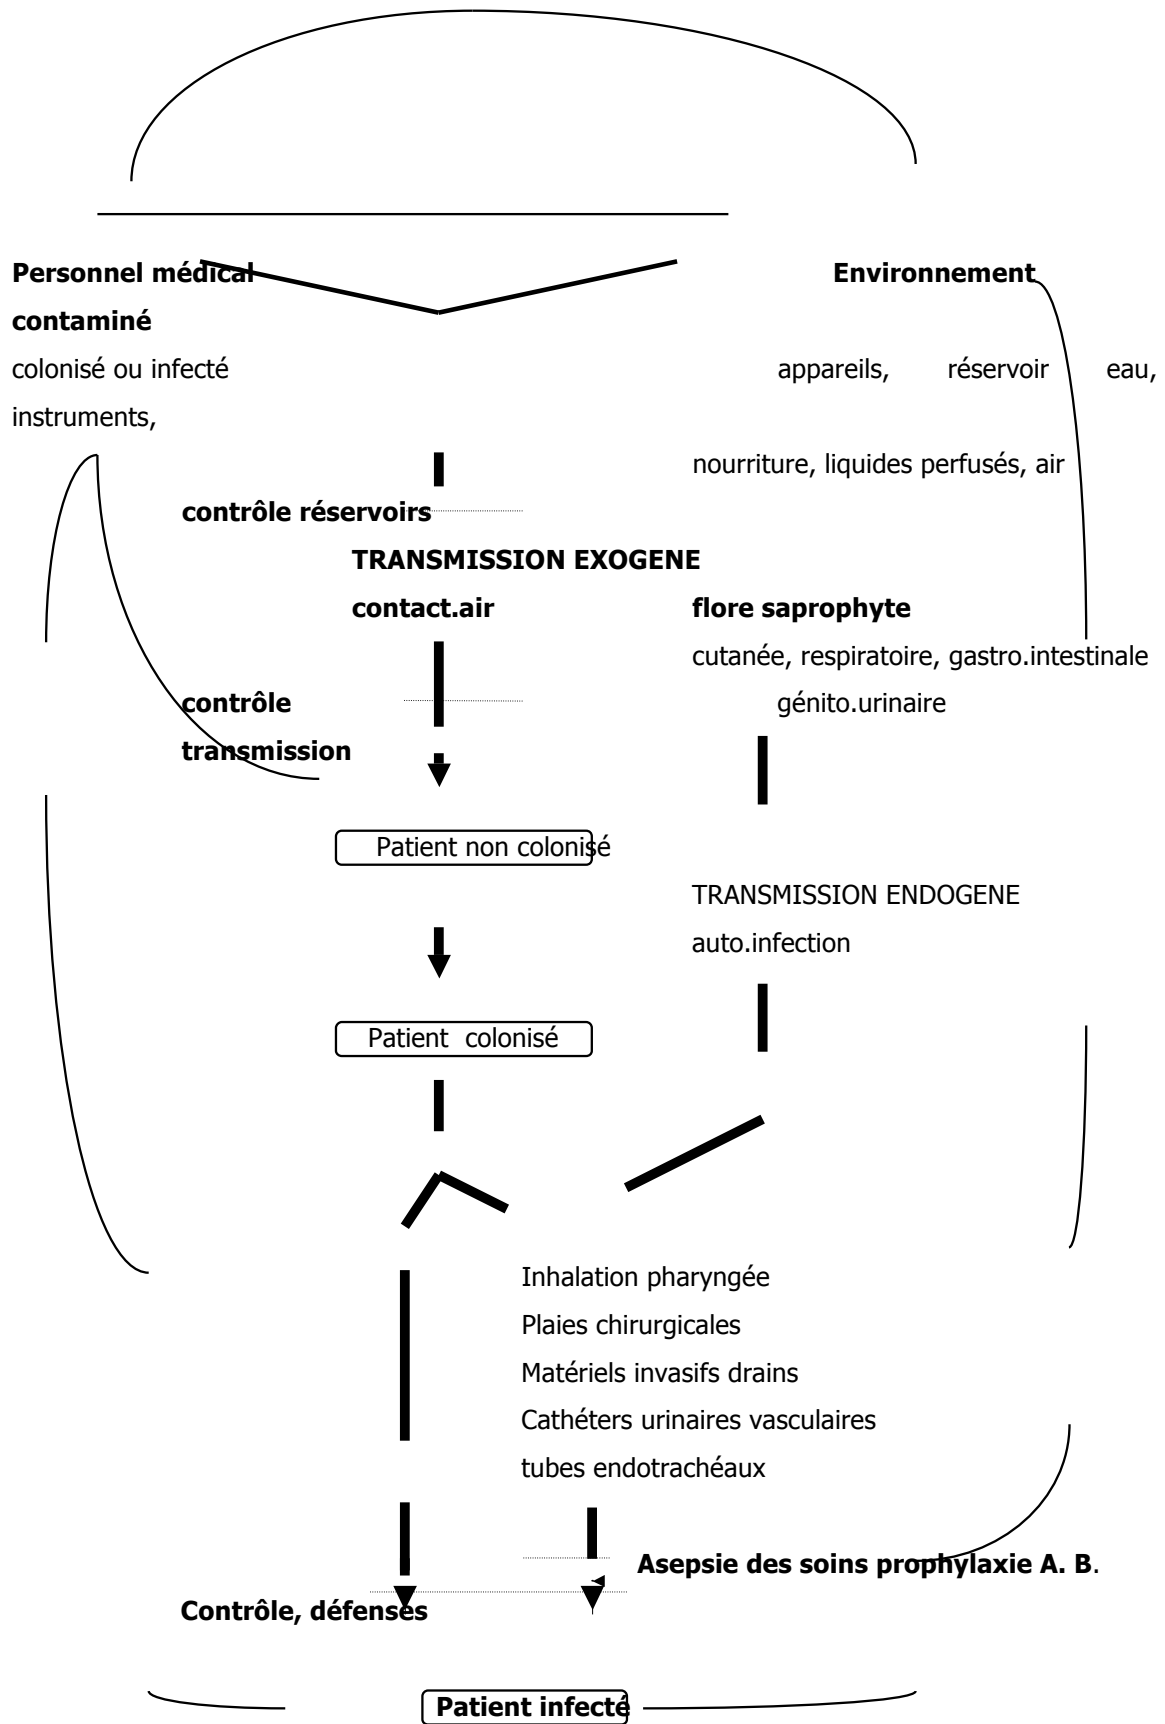 Personnel médical Environnement
contaminé
colonisé ou infecté appareils, réservoir eau,
instruments,
nourriture, liquides perfusés, air
contrôle réservoirs
TRANSMISSION EXOGENE
contact.air flore saprophyte
cutanée, respiratoire, gastro.intestinale
contrôle génito.urinaire
transmission
Patient non colonisé
TRANSMISSION ENDOGENE
auto.infection
Patient colonisé
Inhalation pharyngée
Plaies chirurgicales
Matériels invasifs drains
Cathéters urinaires vasculaires
tubes endotrachéaux
Asepsie des soins prophylaxie A. B.
Contrôle, défenses
Patient infecté